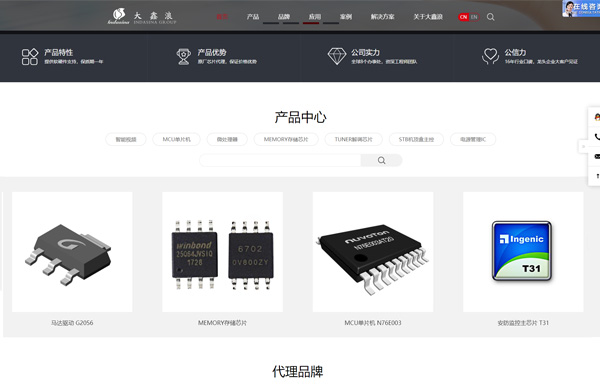 大鑫浪
INDASINA GROUP
首页
产品
品牌
应用
案例
解决方案
关于大鑫浪
CN
EN
在线咨询
产品特性
提供软硬件支持，保质期一年
产品优势
原厂芯片代理，保证价格优势
公司实力
全球8个办事处，资深工程师团队
公信力
16年行业口碑，龙头企业大客户见证
产品中心
智能视频
MCU单片机
微处理器
MEMORY存储芯片
TUNER解调芯片
STB机顶盒主控
电源管理IC
G
winbond
25Q64JVSIQ
1728
6702
0V800ZY
nuvoTon
N76E003AT20
Ingenic
T31
马达驱动 G2056
MEMORY存储芯片
MCU单片机 N76E003
安防监控主芯片 T31
代理品牌